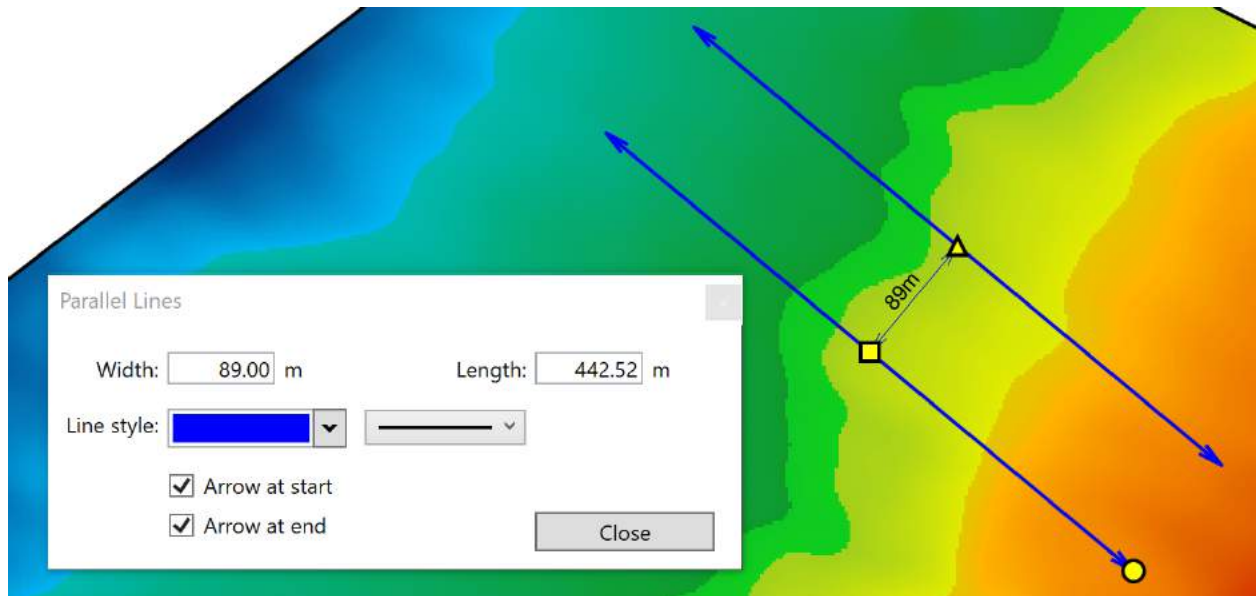 89m
Parallel Lines
Width: 89.00 m Length: 442.52 m
Line style:
Arrow at start
Arrow at end
Close